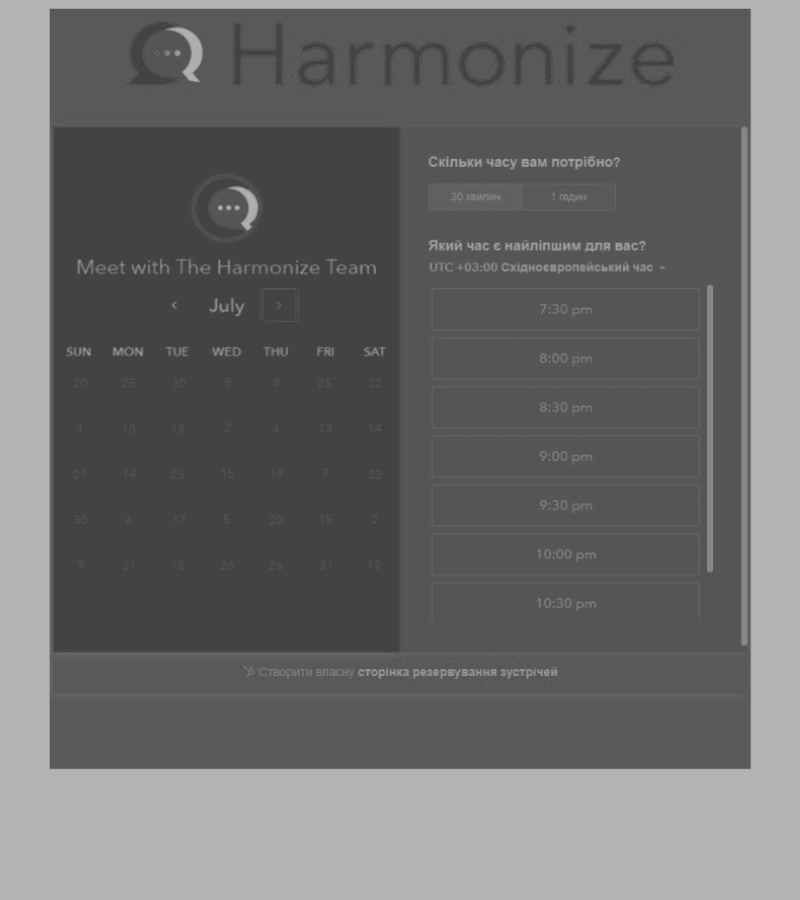 Harmonize
Meet with The Harmonize Team
July
SUN MON TUE WED THU FRI SAT
20 25 30 9 8 25 22
1 18 18 2 4 13 14
21 14 25 15 19 7 22
30 4 17 5 20 15 2
9 21 18 26 26 31 12
Скільки часу вам потрібно?
30 хвилин 1 годин
Який час є найліпшим для вас?
UTC +03:00 Східноєвропейський час
7:30 pm
8:00 pm
8:30 pm
9:00 pm
9:30 pm
10:00 pm
10:30 pm
Створити власну сторінка резервування зустрічей